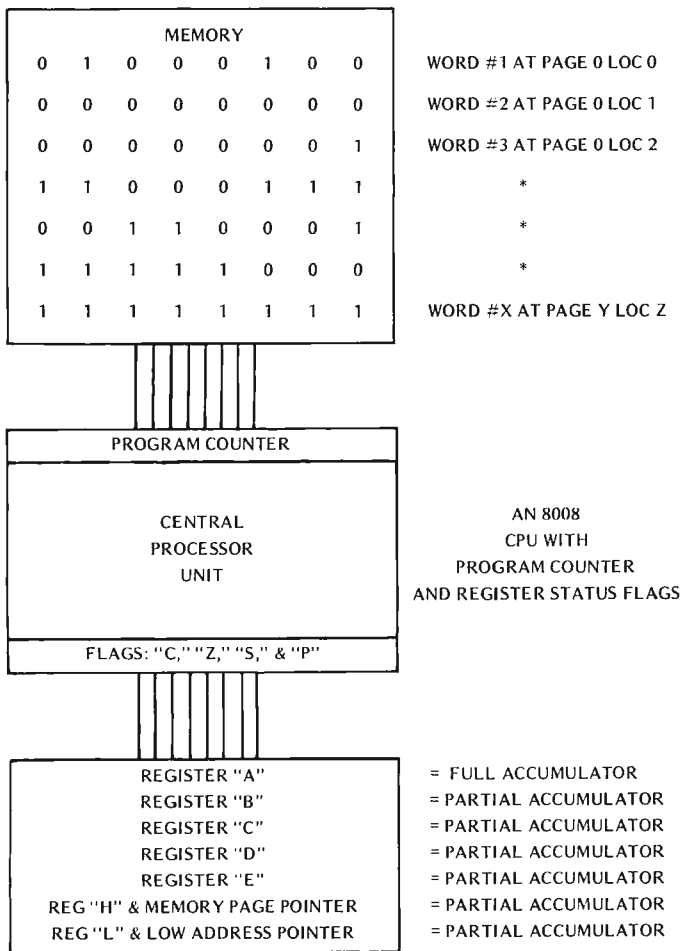 MEMORY
0 1 0 0 0 1 0 0 WORD #1 AT PAGE 0 LOC 0
0 0 0 0 0 0 0 0 WORD #2 AT PAGE 0 LOC 1
0 0 0 0 0 0 0 1 WORD #3 AT PAGE 0 LOC 2
1 1 0 0 0 1 1 1 *
0 0 1 1 0 0 0 1 *
1 1 1 1 1 0 0 0 *
1 1 1 1 1 1 1 1 WORD #X AT PAGE Y LOC Z
PROGRAM COUNTER
CENTRAL
PROCESSOR
UNIT
AN 8008
CPU WITH
PROGRAM COUNTER
AND REGISTER STATUS FLAGS
FLAGS: "C," "Z," "S," & "P"
REGISTER "A" = FULL ACCUMULATOR
REGISTER "B" = PARTIAL ACCUMULATOR
REGISTER "C" = PARTIAL ACCUMULATOR
REGISTER "D" = PARTIAL ACCUMULATOR
REGISTER "E" = PARTIAL ACCUMULATOR
REG "H" & MEMORY PAGE POINTER = PARTIAL ACCUMULATOR
REG "L" & LOW ADDRESS POINTER = PARTIAL ACCUMULATOR